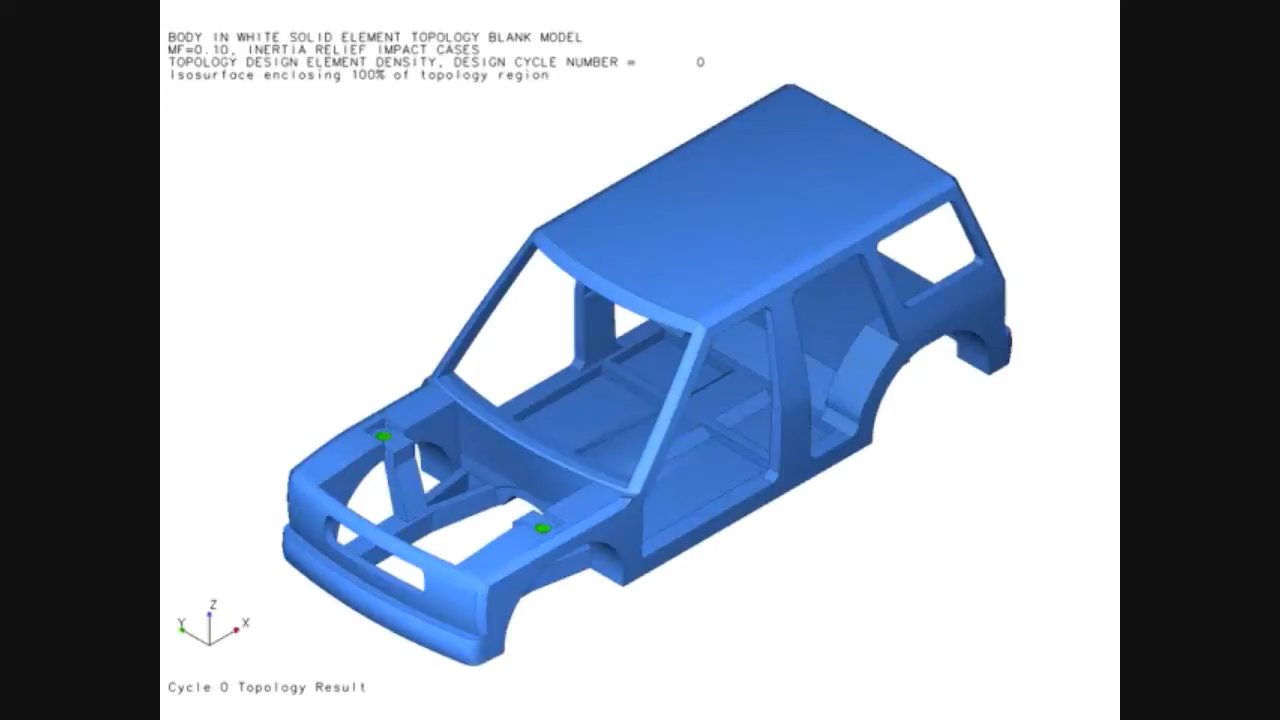 BODY IN WHITE SOLID ELEMENT TOPOLOGY BLANK MODEL
MF=0.10, INERTIA RELIEF IMPACT CASES
TOPOLOGY DESIGN ELEMENT DENSITY, DESIGN CYCLE NUMBER = 0
Isosurface enclosing 100% of topology region
Z
Y X
Cycle 0 Topology Result